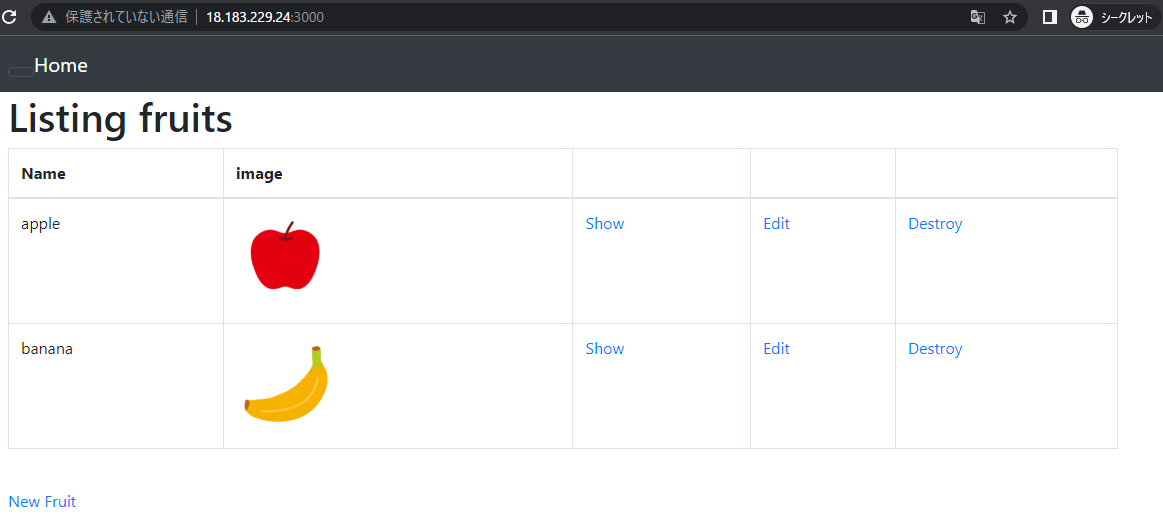 保護されていない通信 18.183.229.24:3000 シークレット
Home
Listing fruits
Name image
apple Show Edit Destroy
banana Show Edit Destroy
New Fruit